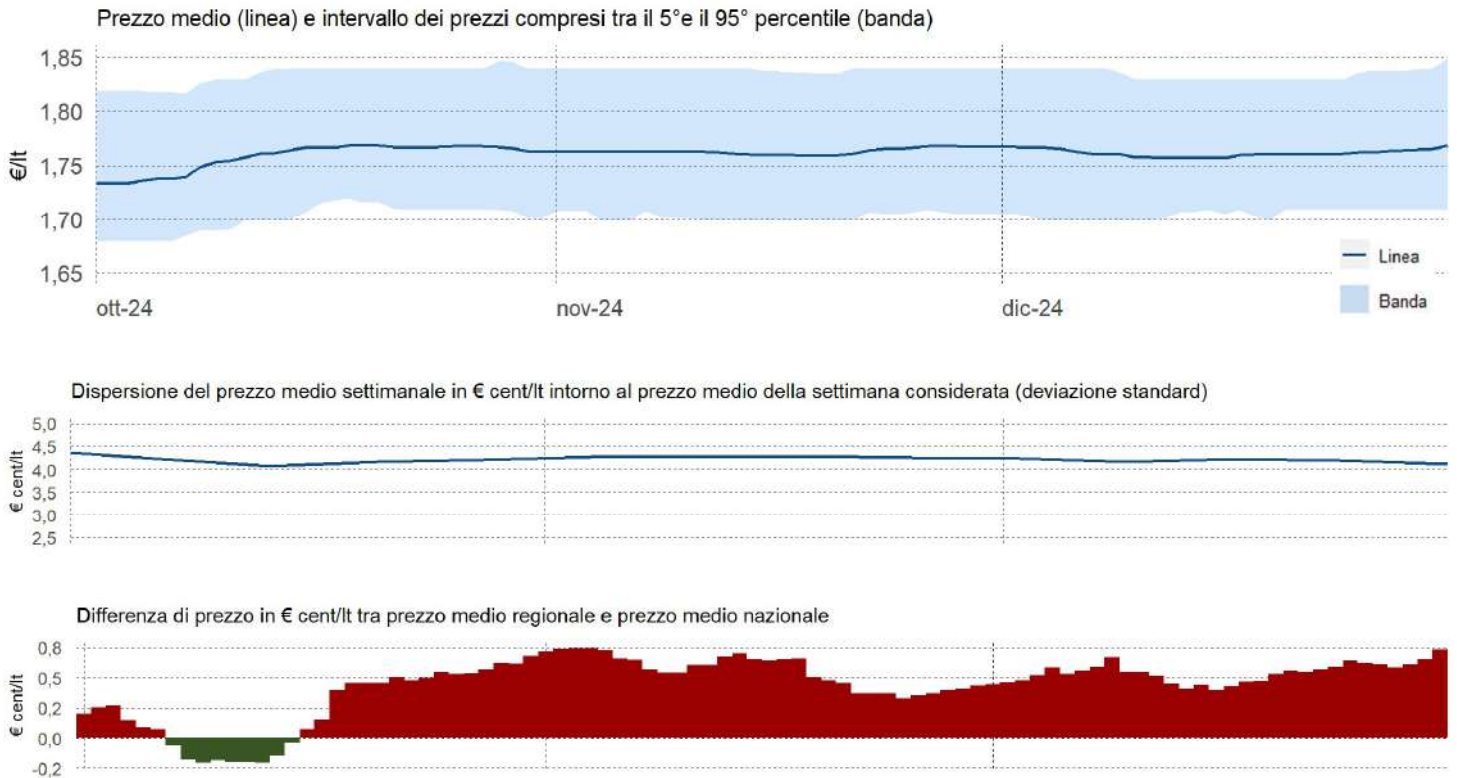 Prezzo medio (linea) e intervallo dei prezzi compresi tra il 5°e il 95° percentile (banda)
1,85
1,80
€/lt
1,75
1,70
1,65
Linea
Banda
ott-24
nov-24
dic-24
Dispersione del prezzo medio settimanale in € cent/lt intorno al prezzo medio della settimana considerata (deviazione standard)
5,0
4,5
€ cent/lt
4,0
3,5
3,0
2,5
Differenza di prezzo in € cent/lt tra prezzo medio regionale e prezzo medio nazionale
0,8
€ cent/lt
0,5
0,2
0,0
-0,2